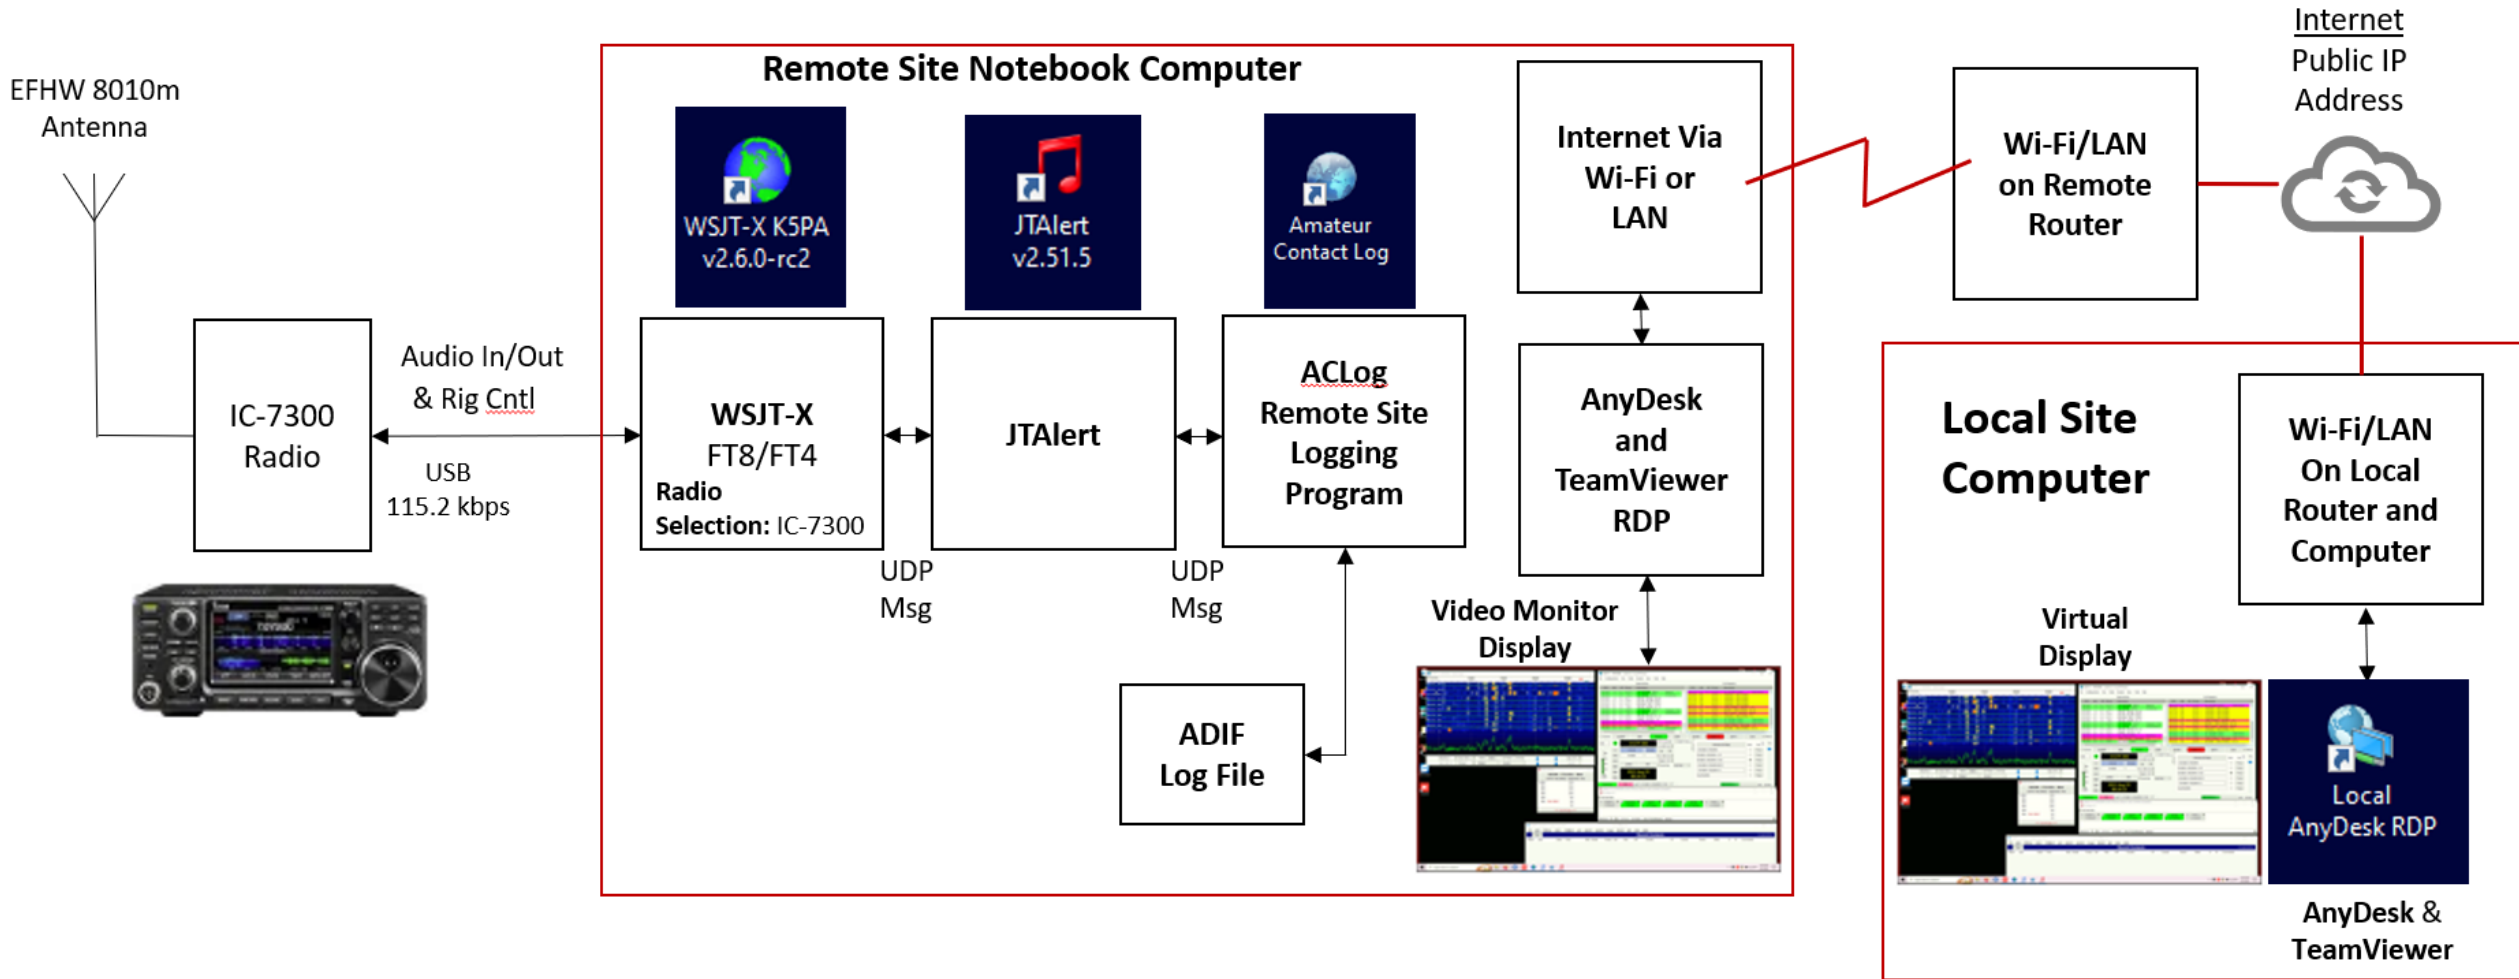 EFHW 8010m
Antenna
IC-7300
Radio
Audio In/Out
& Rig Cntl
USB
115.2 kbps
Remote Site Notebook Computer
WSJT-X K5PA
v2.6.0-rc2
JTAlert
v2.51.5
Amateur
Contact Log
WSJT-X
FT8/FT4
Radio
Selection: IC-7300
UDP
Msg
JTAlert
UDP
Msg
ACLog
Remote Site
Logging
Program
ADIF
Log File
Internet Via
Wi-Fi or
LAN
AnyDesk
and
TeamViewer
RDP
Video Monitor
Display
Wi-Fi/LAN
on Remote
Router
Internet
Public IP
Address
Local Site
Computer
Wi-Fi/LAN
On Local
Router and
Computer
Virtual
Display
Local
AnyDesk RDP
AnyDesk &
TeamViewer